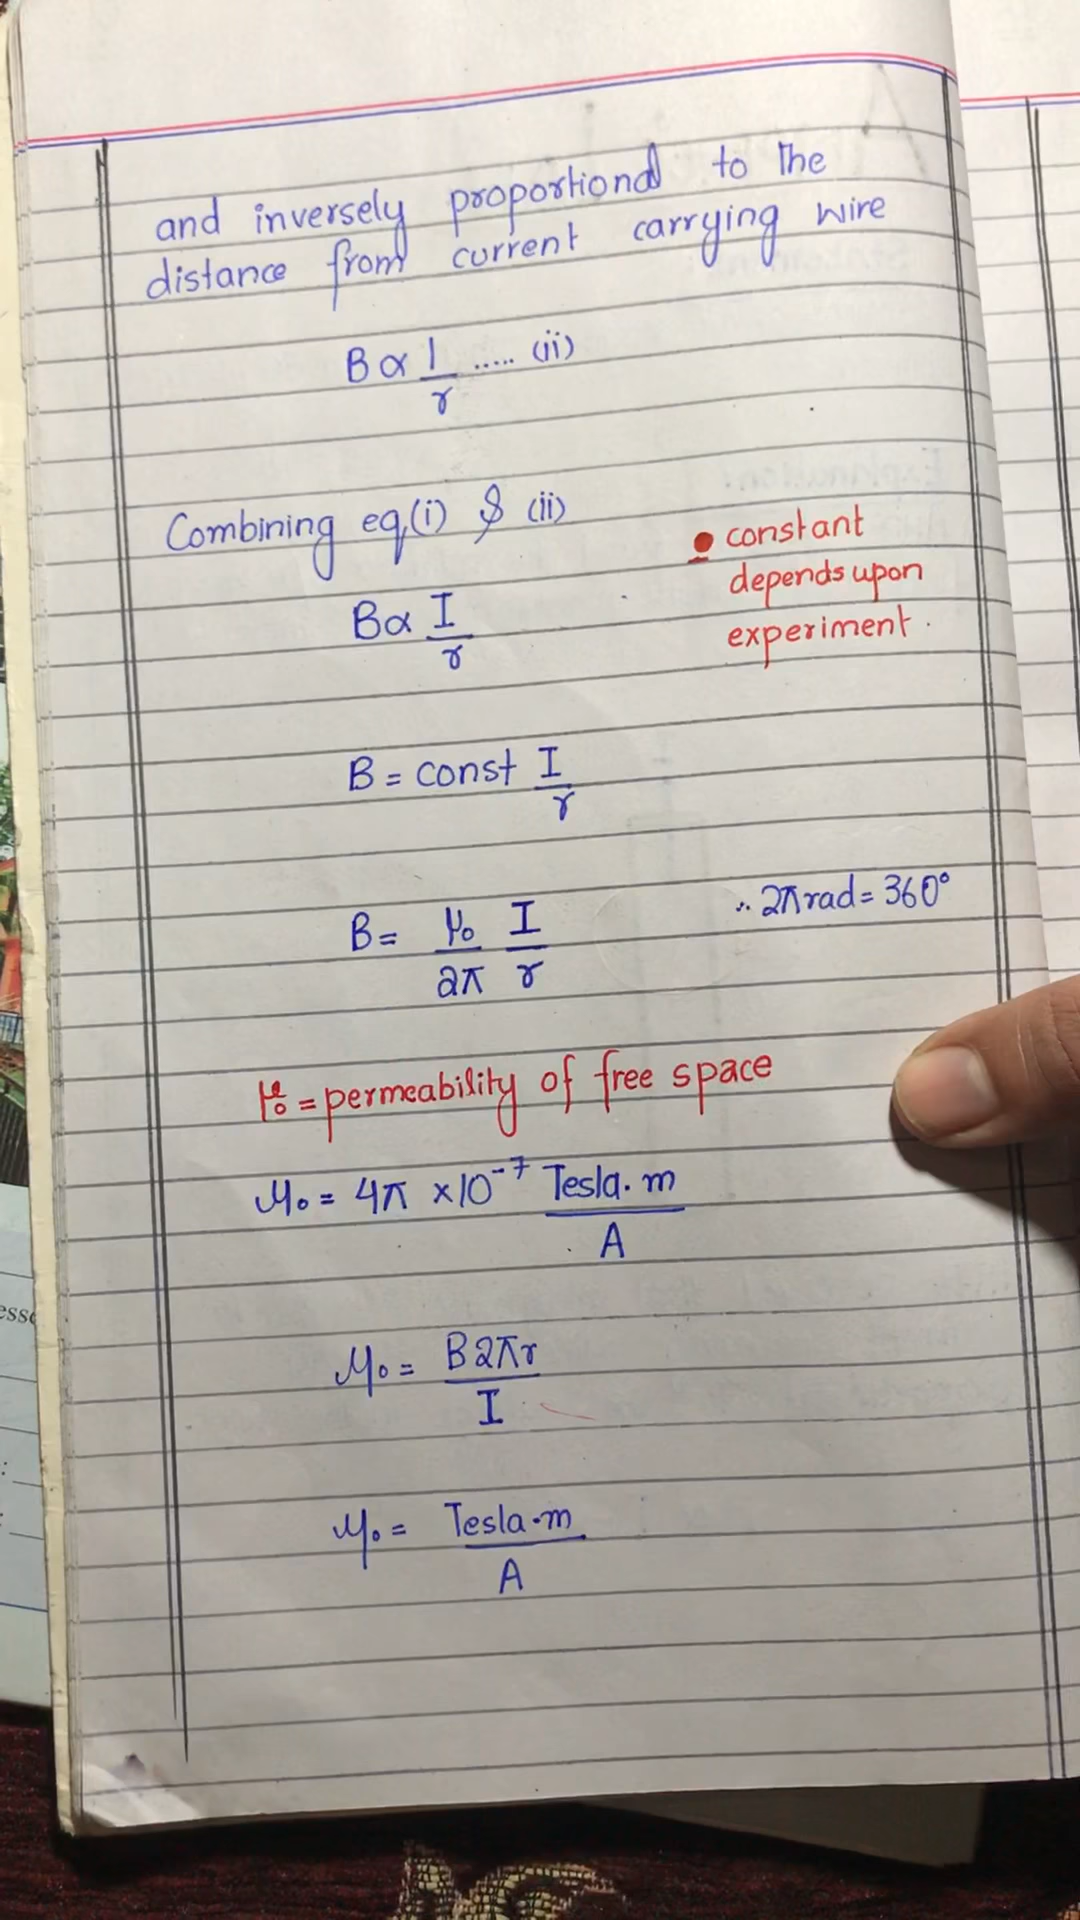 and inversely proportional to the
distance from current carrying wire
B ∝ 1/r ..... (ii)
Combining eq(i) & (ii)
• constant
depends upon
experiment.
B ∝ I/r
B = const I/r
B = μ₀/2π I/r
∴ 2π rad = 360°
μ₀ = permeability of free space
μ₀ = 4π × 10⁻⁷ Tesla.m/A
μ₀ = B2πr/I
μ₀ = Tesla.m/A